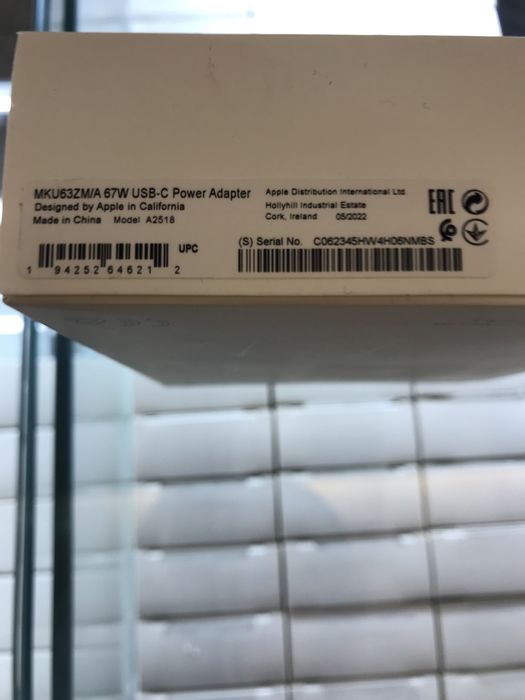 MKU63ZM/A 67W USB-C Power Adapter
Designed by Apple in California
Made in China Model A2518
Apple Distribution International Ltd.
Hollyhill Industrial Estate
Cork, Ireland 05/2022
EAC
UPC
1 94252 64621 2
(S) Serial No. C062345HW4H06NMBS